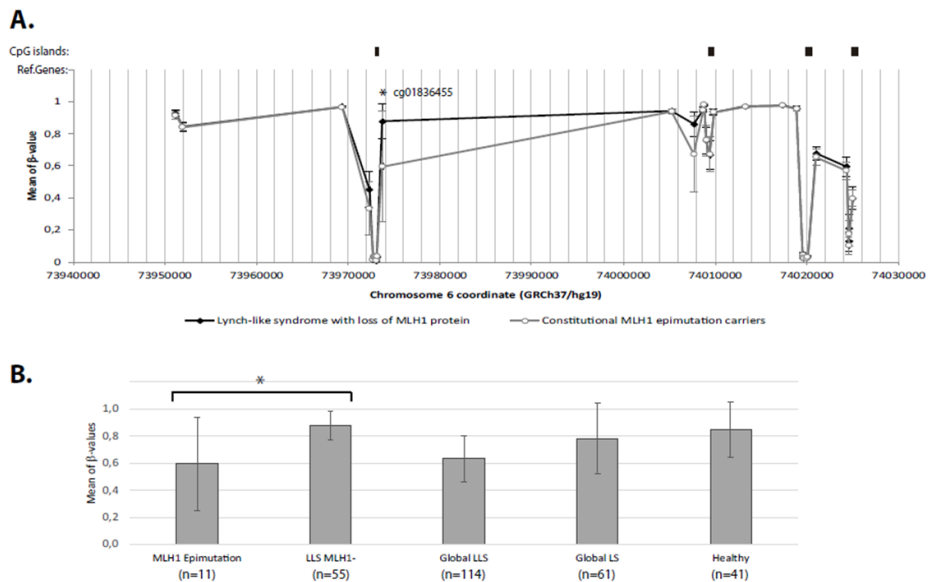 A.
CpG islands:
Ref.Genes:
* cg01836455
Mean of β-value
1
0,8
0,6
0,4
0,2
0
73940000 73950000 73960000 73970000 73980000 73990000 74000000 74010000 74020000 74030000
Chromosome 6 coordinate (GRCh37/hg19)
Lynch-like syndrome with loss of MLH1 protein Constitutional MLH1 epimutation carriers
B.
*
Mean of β-values
1,0
0,8
0,6
0,4
0,2
0,0
MLH1 Epimutation LLS MLH1- Global LLS Global LS Healthy
(n=11) (n=55) (n=114) (n=61) (n=41)